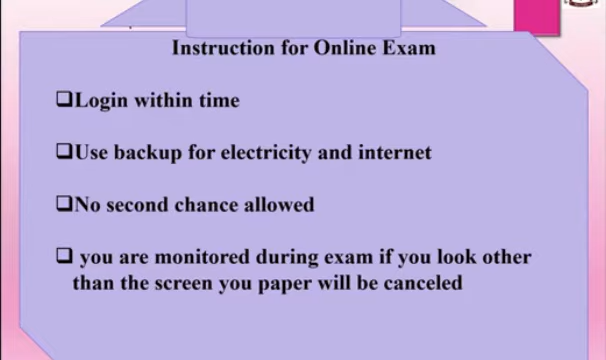 Instruction for Online Exam
❑Login within time
❑Use backup for electricity and internet
❑No second chance allowed
❑ you are monitored during exam if you look other
than the screen you paper will be canceled